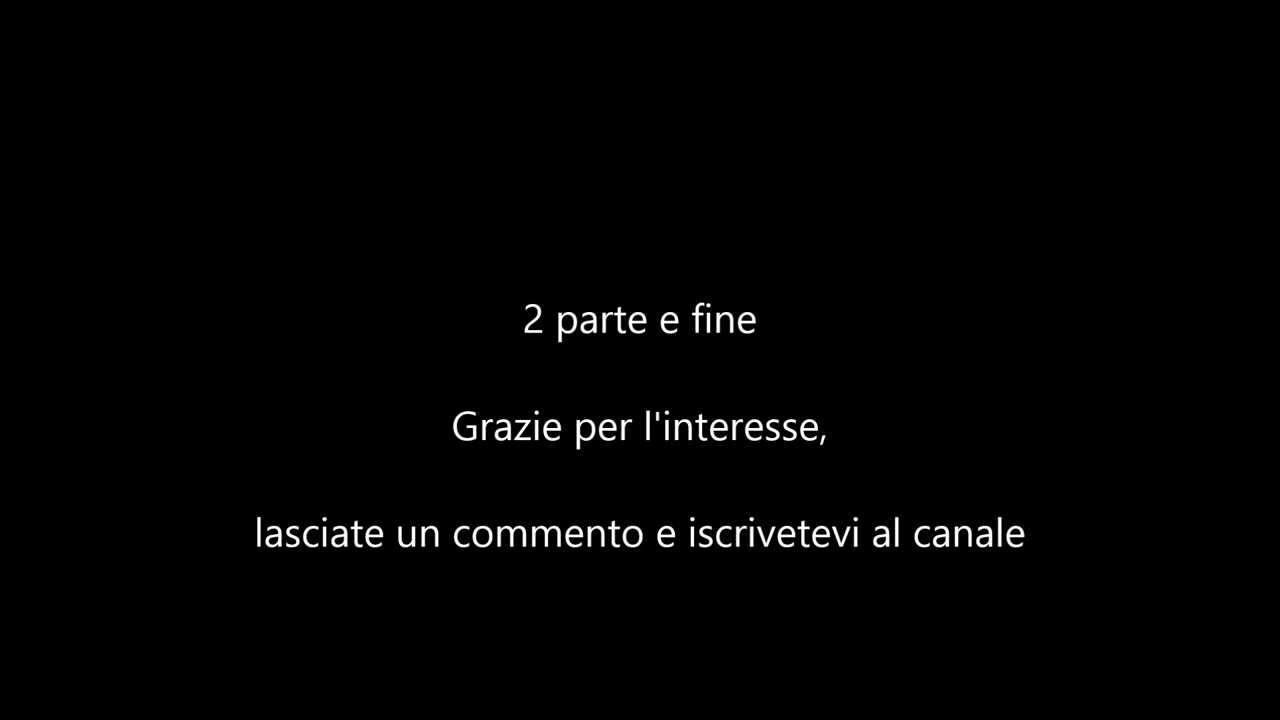 2 parte e fine
Grazie per l'interesse,
lasciate un commento e iscrivetevi al canale